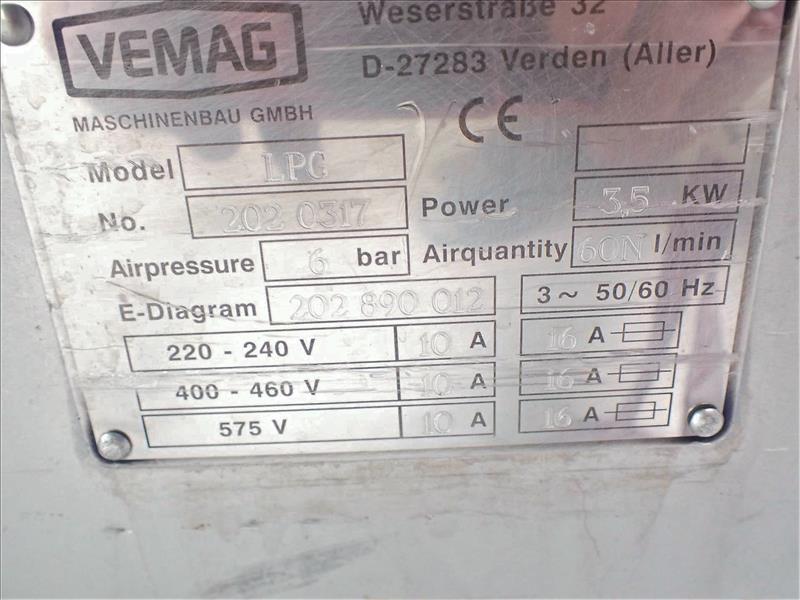 VEMAG
Weserstraße 32
D-27283 Verden (Aller)
MASCHINENBAU GMBH
CE
Model LPG
No. 202 0317 Power 3,5 KW
Airpressure 6 bar Airquantity 60N l/min
E-Diagram 202 890 012 3~ 50/60 Hz
220 - 240 V 10 A 16 A
400 - 460 V 10 A 16 A
575 V 10 A 16 A